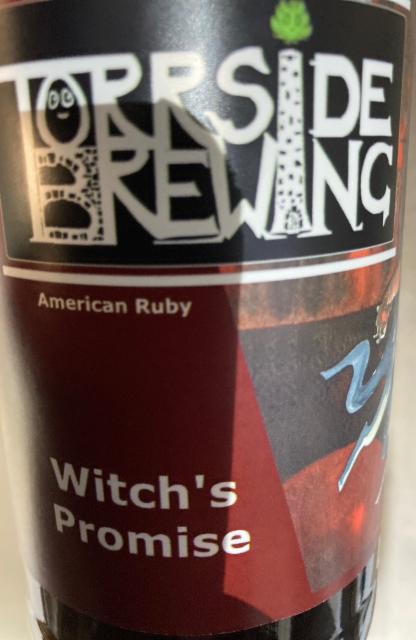 TORRSIDE
BREWING
American Ruby
Witch's
Promise